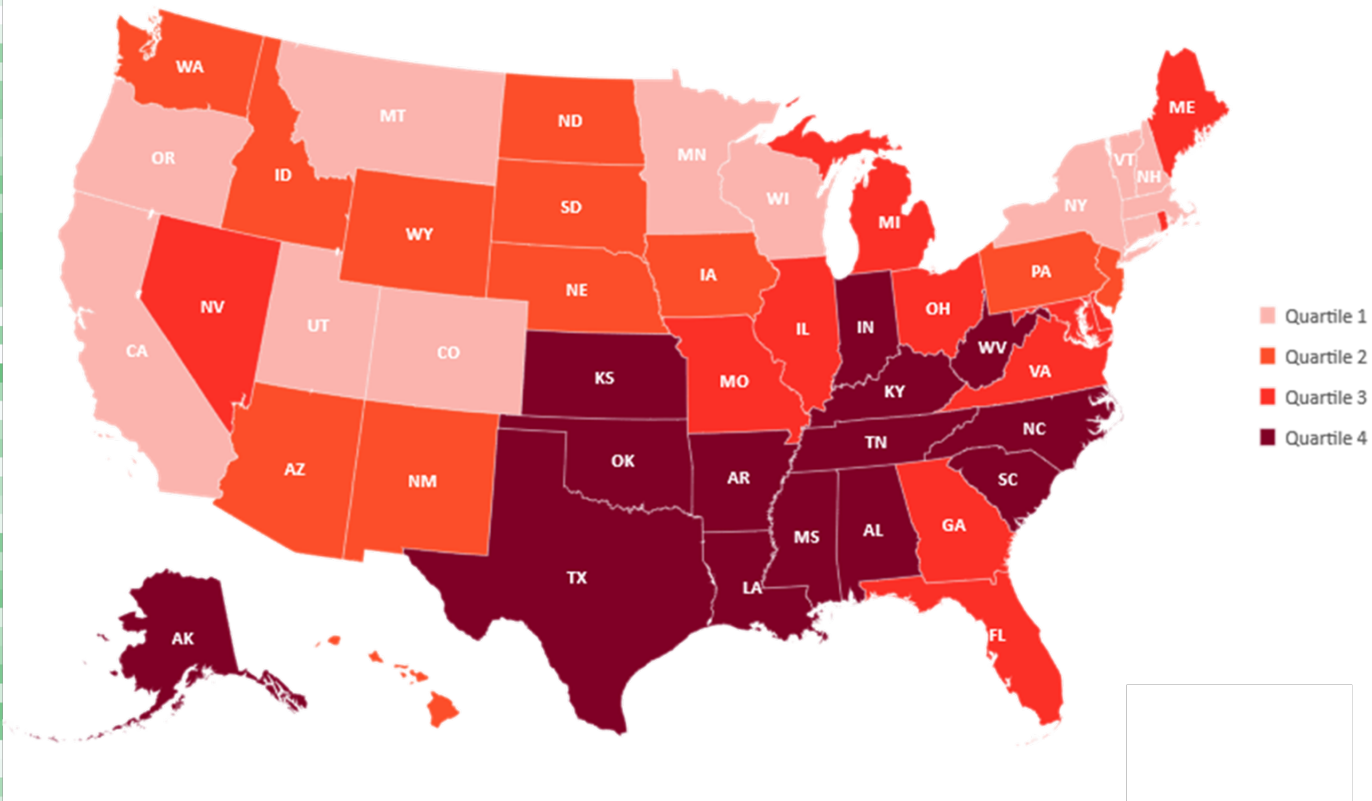 WA
MT
ND
MN
OR
ID
SD
WY
WI
MI
ME
VT
NH
NY
NE
IA
PA
NV
UT
CO
CA
IL
IN
OH
WV
VA
KS
MO
KY
AZ
NM
OK
AR
TN
NC
SC
MS
AL
GA
TX
LA
FL
AK
Quartile 1
Quartile 2
Quartile 3
Quartile 4